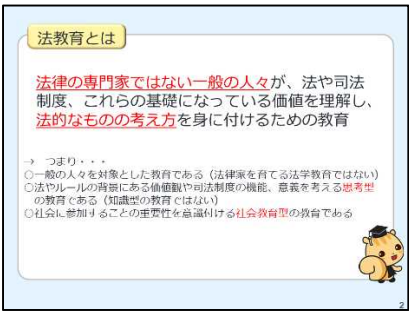 法教育とは
法律の専門家ではない一般の人々が、法や司法
制度、これらの基礎になっている価値を理解し、
法的なものの考え方を身に付けるための教育
→ つまり・・・
○一般の人々を対象とした教育である（法律家を育てる法学教育ではない）
○法やルールの背景にある価値観や司法制度の機能、意義を考える思考型
の教育である（知識型の教育ではない）
○社会に参加することの重要性を意識付ける社会教育型の教育である
2